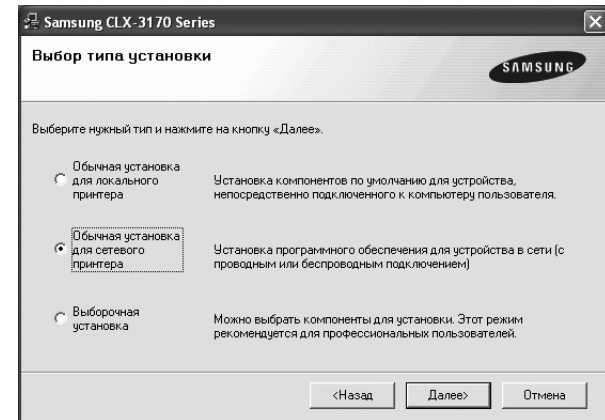 Samsung CLX-3170 Series
Выбор типа установки
SAMSUNG
Выберите нужный тип и нажмите на кнопку «Далее».
Обычная установка
для локального
принтера
Установка компонентов по умолчанию для устройства,
непосредственно подключенного к компьютеру пользователя.
Обычная установка
для сетевого
принтера
Установка программного обеспечения для устройства в сети (с
проводным или беспроводным подключением)
Выборочная
установка
Можно выбрать компоненты для установки. Этот режим
рекомендуется для профессиональных пользователей.
<Назад
Далее>
Отмена